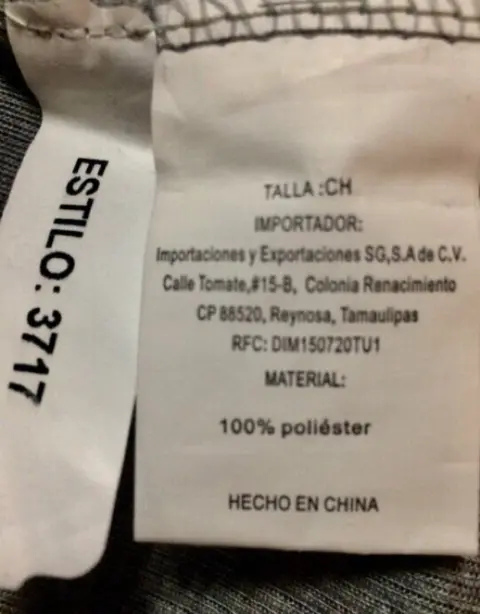 ESTILO: 3717
TALLA :CH
IMPORTADOR:
Importaciones y Exportaciones SG,S.A de C.V.
Calle Tomate,#15-B, Colonia Renacimiento
CP 88520, Reynosa, Tamaulipas
RFC: DIM150720TU1
MATERIAL:
100% poliéster
HECHO EN CHINA